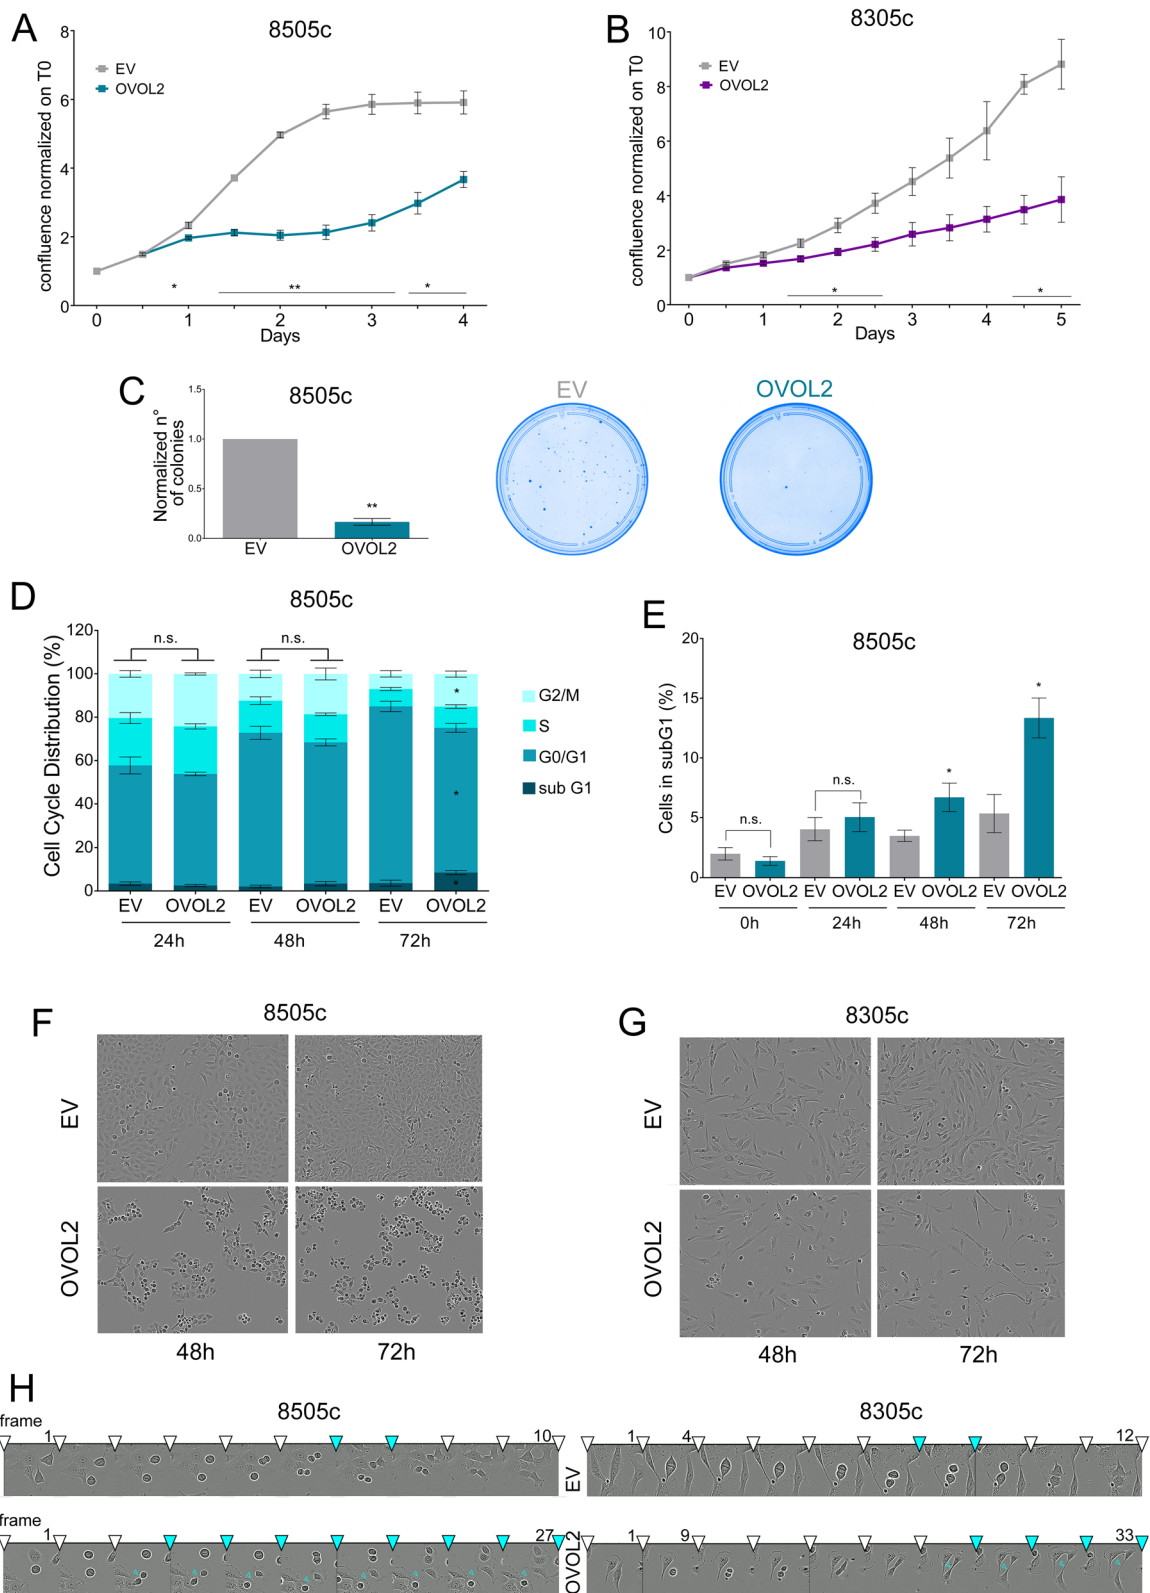 A
8505c
confluence normalized on T0
8
6
4
2
0
EV
OVOL2
*
**
*
0 1 2 3 4
Days
B
8305c
confluence normalized on T0
10
8
6
4
2
0
EV
OVOL2
*
*
0 1 2 3 4 5
Days
C
8505c
Normalized n°
of colonies
1.5
1.0
0.5
0.0
**
EV OVOL2
EV
OVOL2
D
8505c
Cell Cycle Distribution (%)
120
100
80
60
40
20
0
n.s. n.s.
*
*
*
G2/M
S
G0/G1
sub G1
EV OVOL2 EV OVOL2 EV OVOL2
24h 48h 72h
E
8505c
Cells in subG1 (%)
20
15
10
5
0
n.s. n.s. * *
EV OVOL2 EV OVOL2 EV OVOL2 EV OVOL2
0h 24h 48h 72h
F
8505c
EV
OVOL2
48h 72h
G
8305c
EV
OVOL2
48h 72h
H
8505c
8305c
frame
1 10
EV
1 4 12
frame
1 27
OVOL2
1 9 33